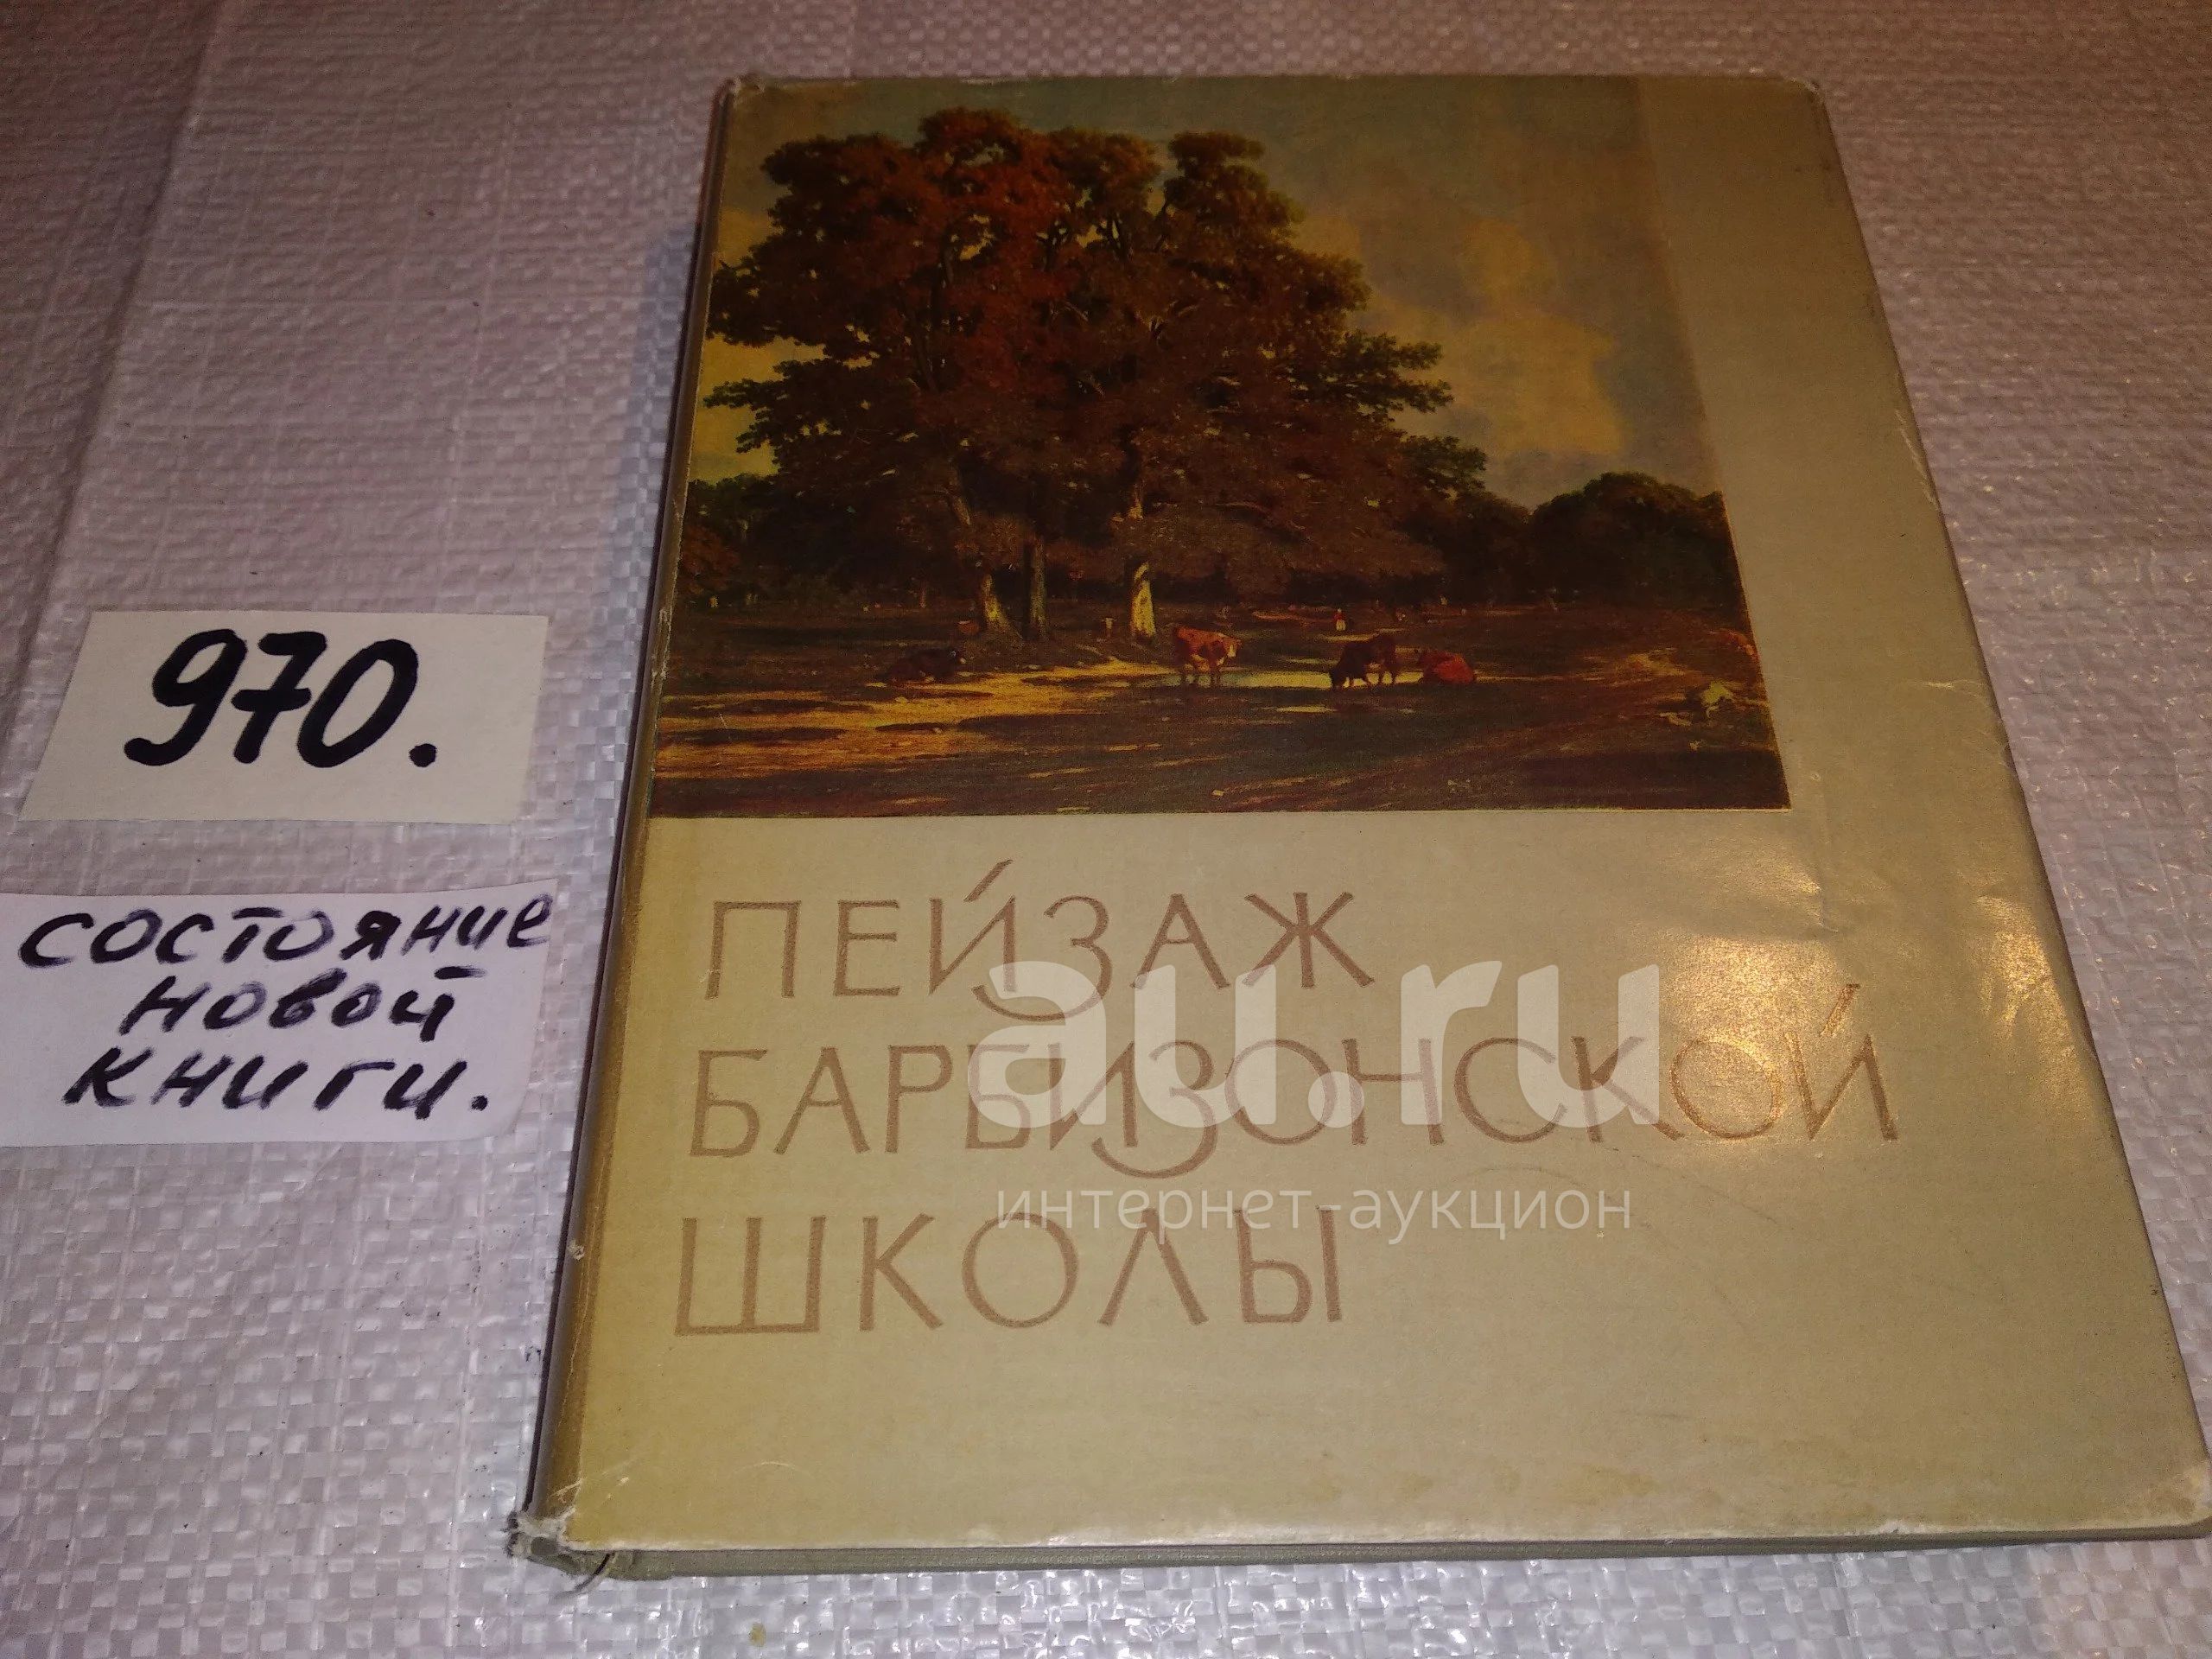 970.
состояние
новой
книги.
ПЕЙЗАЖ
БАРБИЗОНСКОЙ
ШКОЛЫ
au.ru
интернет-аукцион